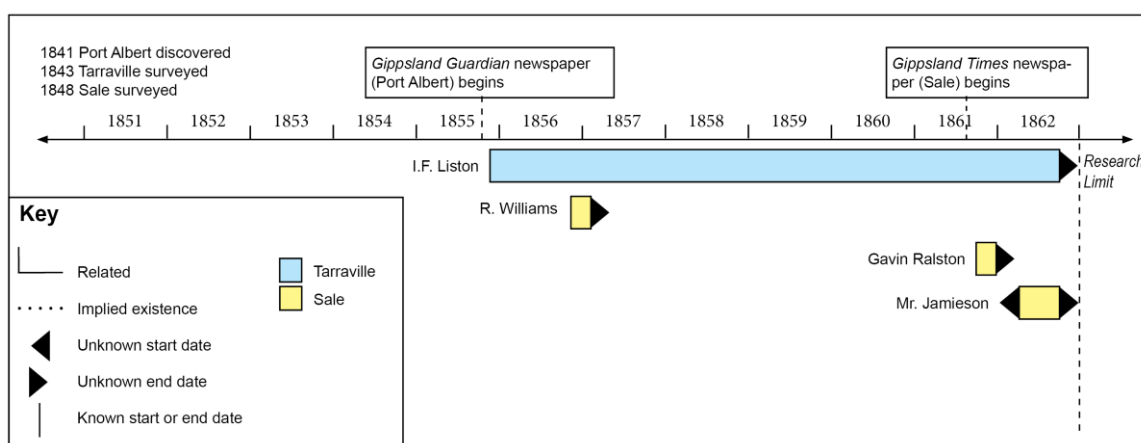 1841 Port Albert discovered
1843 Tarraville surveyed
1848 Sale surveyed
Gippsland Guardian newspaper
(Port Albert) begins
Gippsland Times newspa-
per (Sale) begins
1851 1852 1853 1854 1855 1856 1857 1858 1859 1860 1861 1862
I.F. Liston
Research
Limit
R. Williams
Gavin Ralston
Mr. Jamieson
Key
Related
Implied existence
Unknown start date
Unknown end date
Known start or end date
Tarraville
Sale